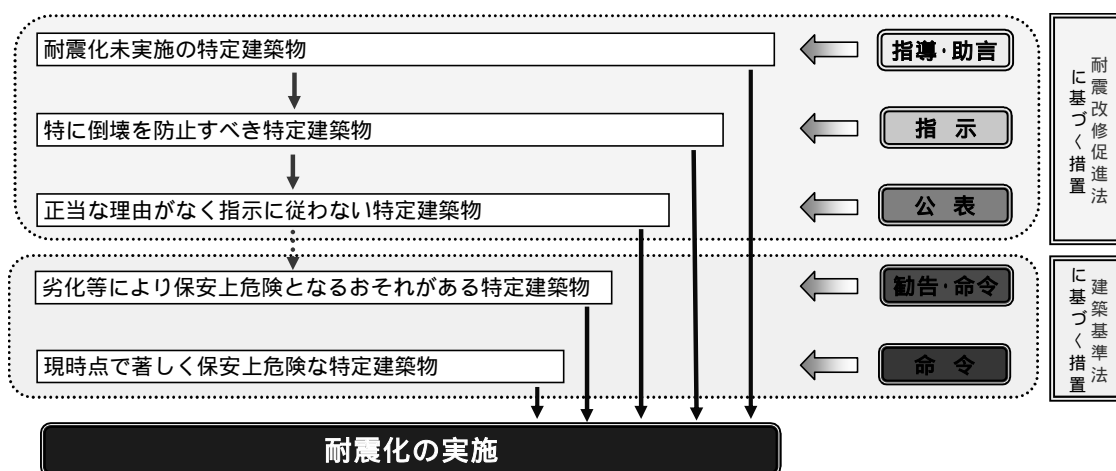 耐震化未実施の特定建築物
指導・助言
特に倒壊を防止すべき特定建築物
指 示
正当な理由がなく指示に従わない特定建築物
公 表
耐震改修促進法
に基づく措置
劣化等により保安上危険となるおそれがある特定建築物
勧告・命令
現時点で著しく保安上危険な特定建築物
命 令
建築基準法
に基づく措置
耐震化の実施